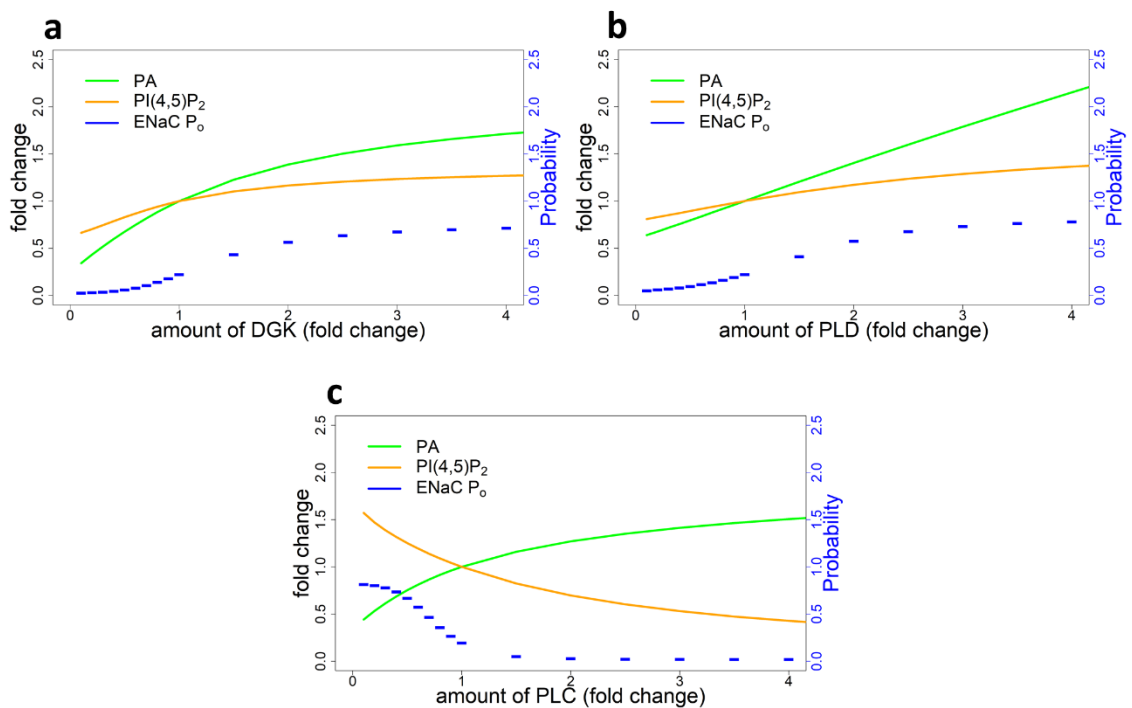 a
fold change
0.0 0.5 1.0 1.5 2.0 2.5
PA
PI(4,5)P₂
ENaC Pₒ
0.0 0.5 1.0 1.5 2.0 2.5
Probability
0 1 2 3 4
amount of DGK (fold change)
b
fold change
0.0 0.5 1.0 1.5 2.0 2.5
PA
PI(4,5)P₂
ENaC Pₒ
0.0 0.5 1.0 1.5 2.0 2.5
Probability
0 1 2 3 4
amount of PLD (fold change)
c
fold change
0.0 0.5 1.0 1.5 2.0 2.5
PA
PI(4,5)P₂
ENaC Pₒ
0.0 0.5 1.0 1.5 2.0 2.5
Probability
0 1 2 3 4
amount of PLC (fold change)